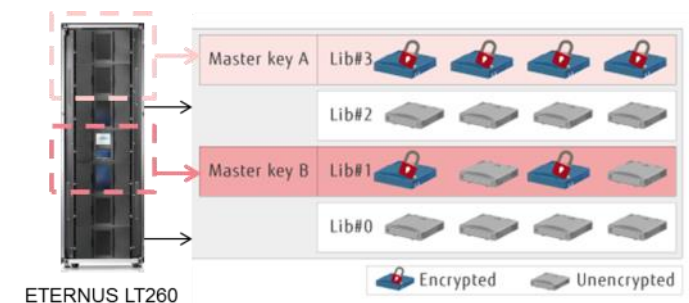 Master key A Lib#3
Lib#2
Master key B Lib#1
Lib#0
Encrypted Unencrypted
ETERNUS LT260